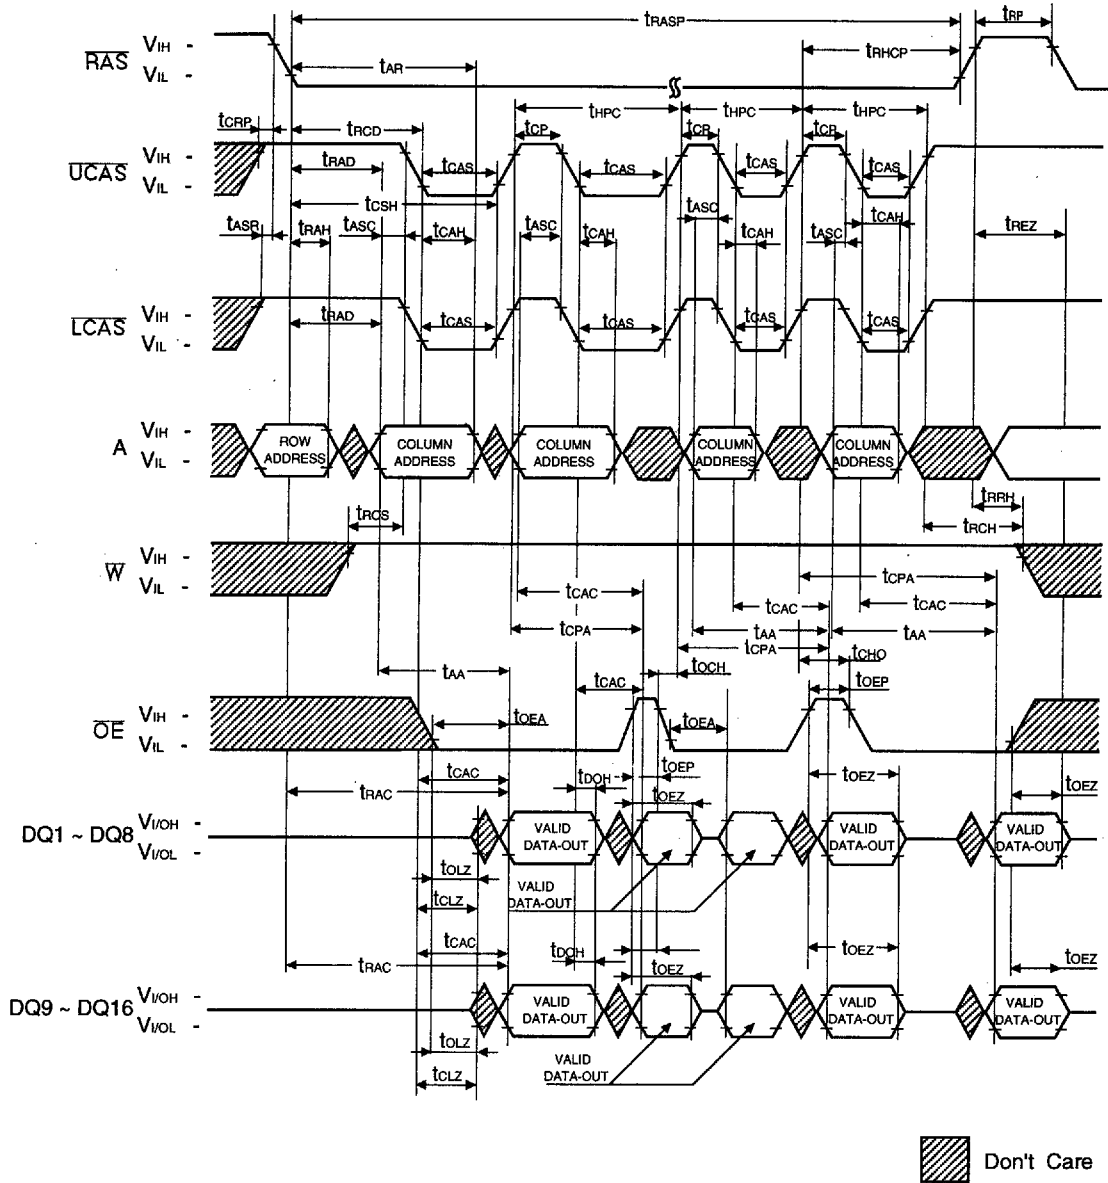 tRASP tRP
RAS VIH - tRHCP
VIL - tAR
tHPC tHPC tHPC
tCRP tRCD tCP tCP tCP
UCAS VIH -
VIL - tRAD tCAS tCAS tCAS tCAS
tCSH
tASR tRAH tASC tCAH tASC tCAH tASC tCAH tASC tCAH tREZ
LCAS VIH -
VIL - tRAD tCAS tCAS tCAS tCAS
A VIH - ROW COLUMN COLUMN COLUMN COLUMN
VIL - ADDRESS ADDRESS ADDRESS ADDRESS ADDRESS
tRCS tRRH
tRCH
W VIH -
VIL -
tCAC tCPA
tCAC tCAC
tCPA tAA tAA
tCPA tCHO
tAA tOCH
tCAC tOEP
OE VIH - tOEA tOEA
VIL -
tCAC tDOH tOEP tOEZ
tRAC tOEZ tOEZ
DQ1 ~ DQ8 VI/OH - VALID VALID VALID
VI/OL - DATA-OUT DATA-OUT DATA-OUT
tOLZ VALID
tCLZ DATA-OUT
tCAC tDOH tOEZ
tRAC tOEZ tOEZ
DQ9 ~ DQ16 VI/OH - VALID VALID VALID
VI/OL - DATA-OUT DATA-OUT DATA-OUT
tOLZ VALID
tCLZ DATA-OUT
Don't Care